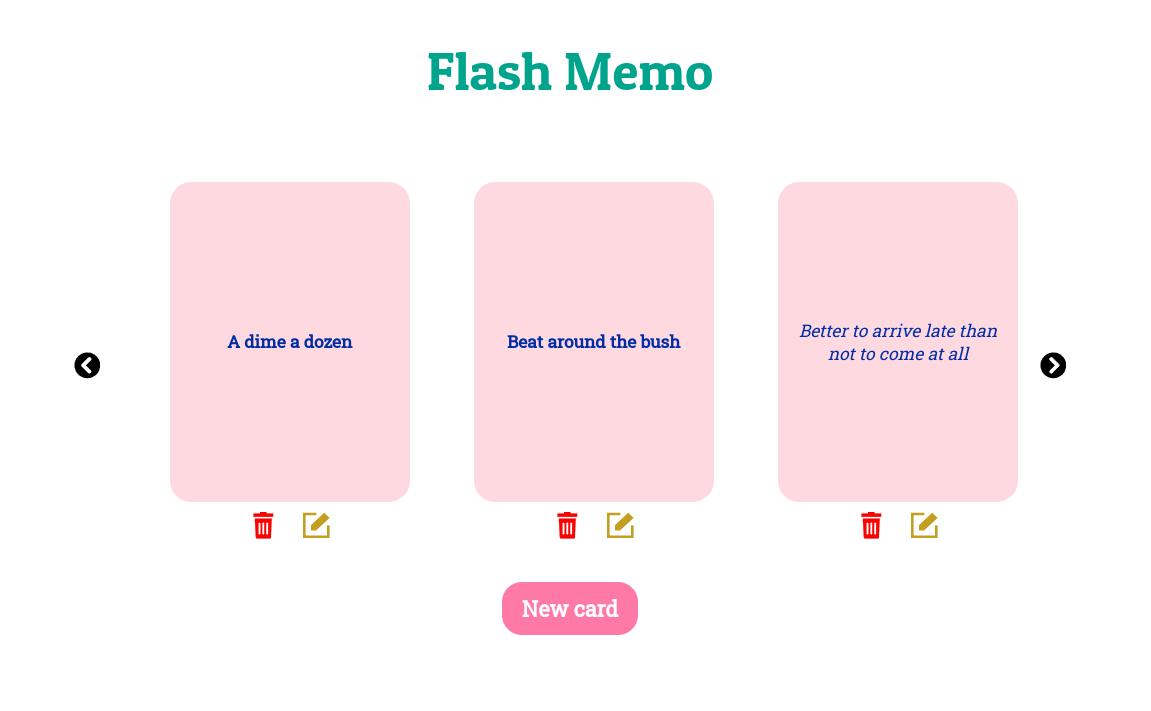 Flash Memo
A dime a dozen
Beat around the bush
Better to arrive late than
not to come at all
New card